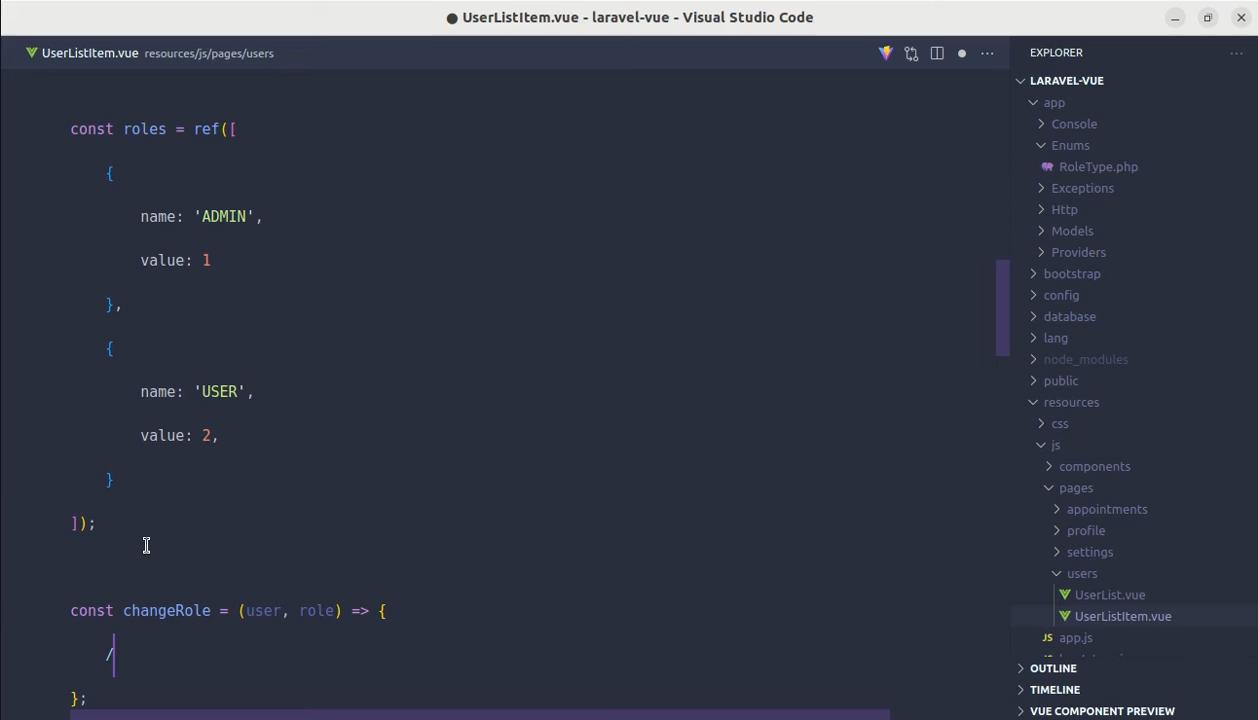 ● UserListItem.vue - laravel-vue - Visual Studio Code
UserListItem.vue resources/js/pages/users
const roles = ref([
{
name: 'ADMIN',
value: 1
},
{
name: 'USER',
value: 2,
}
]);
const changeRole = (user, role) => {
/
};
EXPLORER
LARAVEL-VUE
app
Console
Enums
RoleType.php
Exceptions
Http
Models
Providers
bootstrap
config
database
lang
node_modules
public
resources
css
js
components
pages
appointments
profile
settings
users
UserList.vue
UserListItem.vue
JS app.js
OUTLINE
TIMELINE
VUE COMPONENT PREVIEW